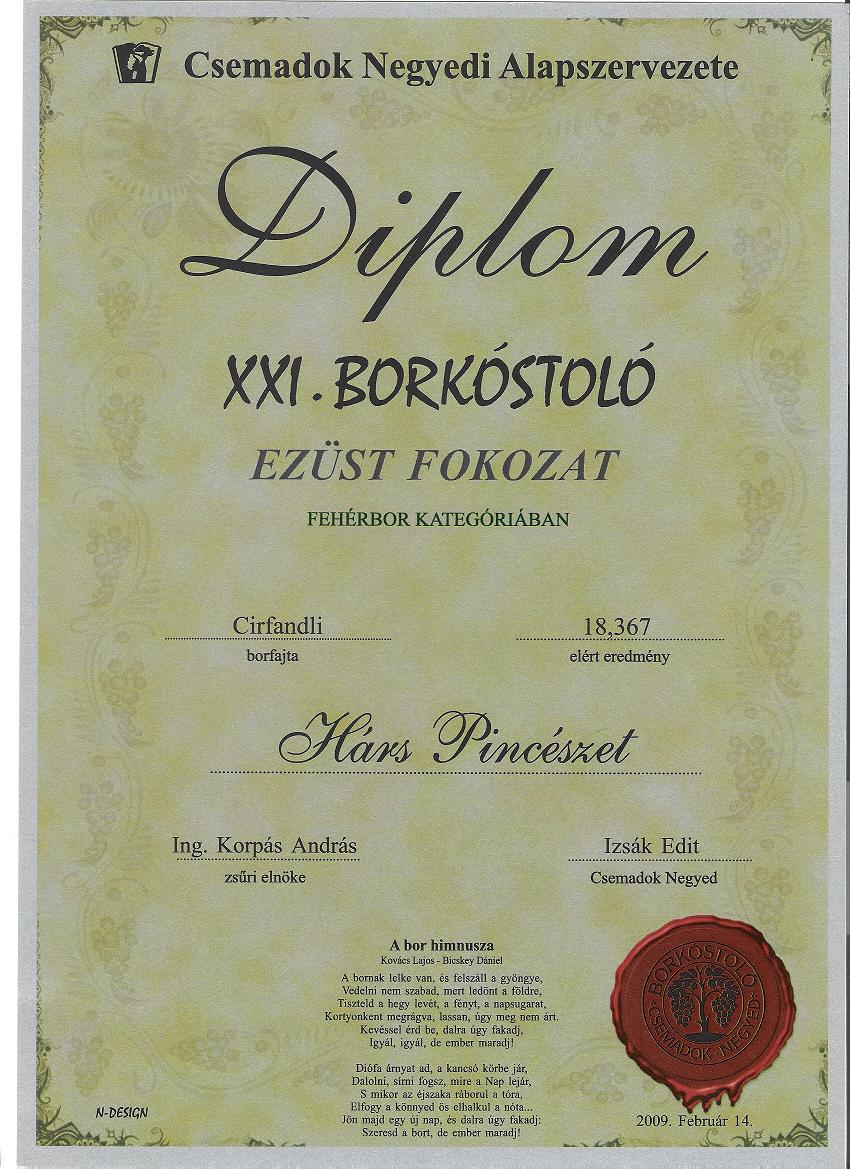 Csemadok Negyedi Alapszervezete
Diplom
XXI. BORKÓSTOLÓ
EZÜST FOKOZAT
FEHÉRBOR KATEGÓRIÁBAN
Cirfandli 18,367
borfajta elért eredmény
Hárs Pincészet
Ing. Korpás András Izsák Edit
zsűri elnöke Csemadok Negyed
A bor himnusza
Kovács Lajos - Bicskey Dániel
A bornak lelke van, és felszáll a gyöngye,
Vedelni nem szabad, mert ledönt a földre,
Tiszteld a hegy levét, a fényt, a napsugarat,
Kortyonkent megrágva, lassan, úgy meg nem árt.
Kevéssel érd be, dalra úgy fakadj,
Igyál, igyál, de ember maradj!
Diófa árnyat ad, a kancsó körbe jár,
Dalolni, sírni fogsz, mire a Nap lejár,
S mikor az éjszaka ráborul a tóra,
Elfogy a könnyed ös elhalkul a nóta...
Jön majd egy új nap, és dalra úgy fakadj:
Szeresd a bort, de ember maradj!
BORKOSTOLO
CSEMADOK · NEGYED
N-DESIGN
2009. Február 14.